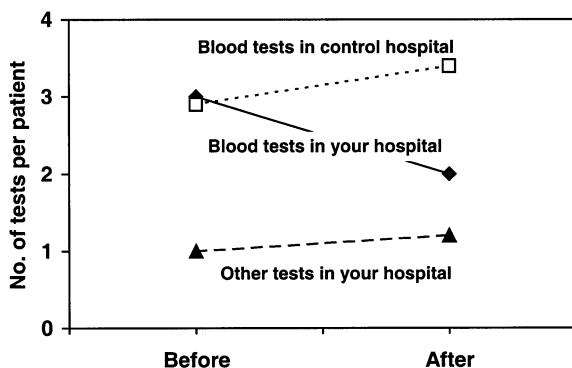 4
Blood tests in control hospital
3
Blood tests in your hospital
2
1
Other tests in your hospital
0
No. of tests per patient
Before After